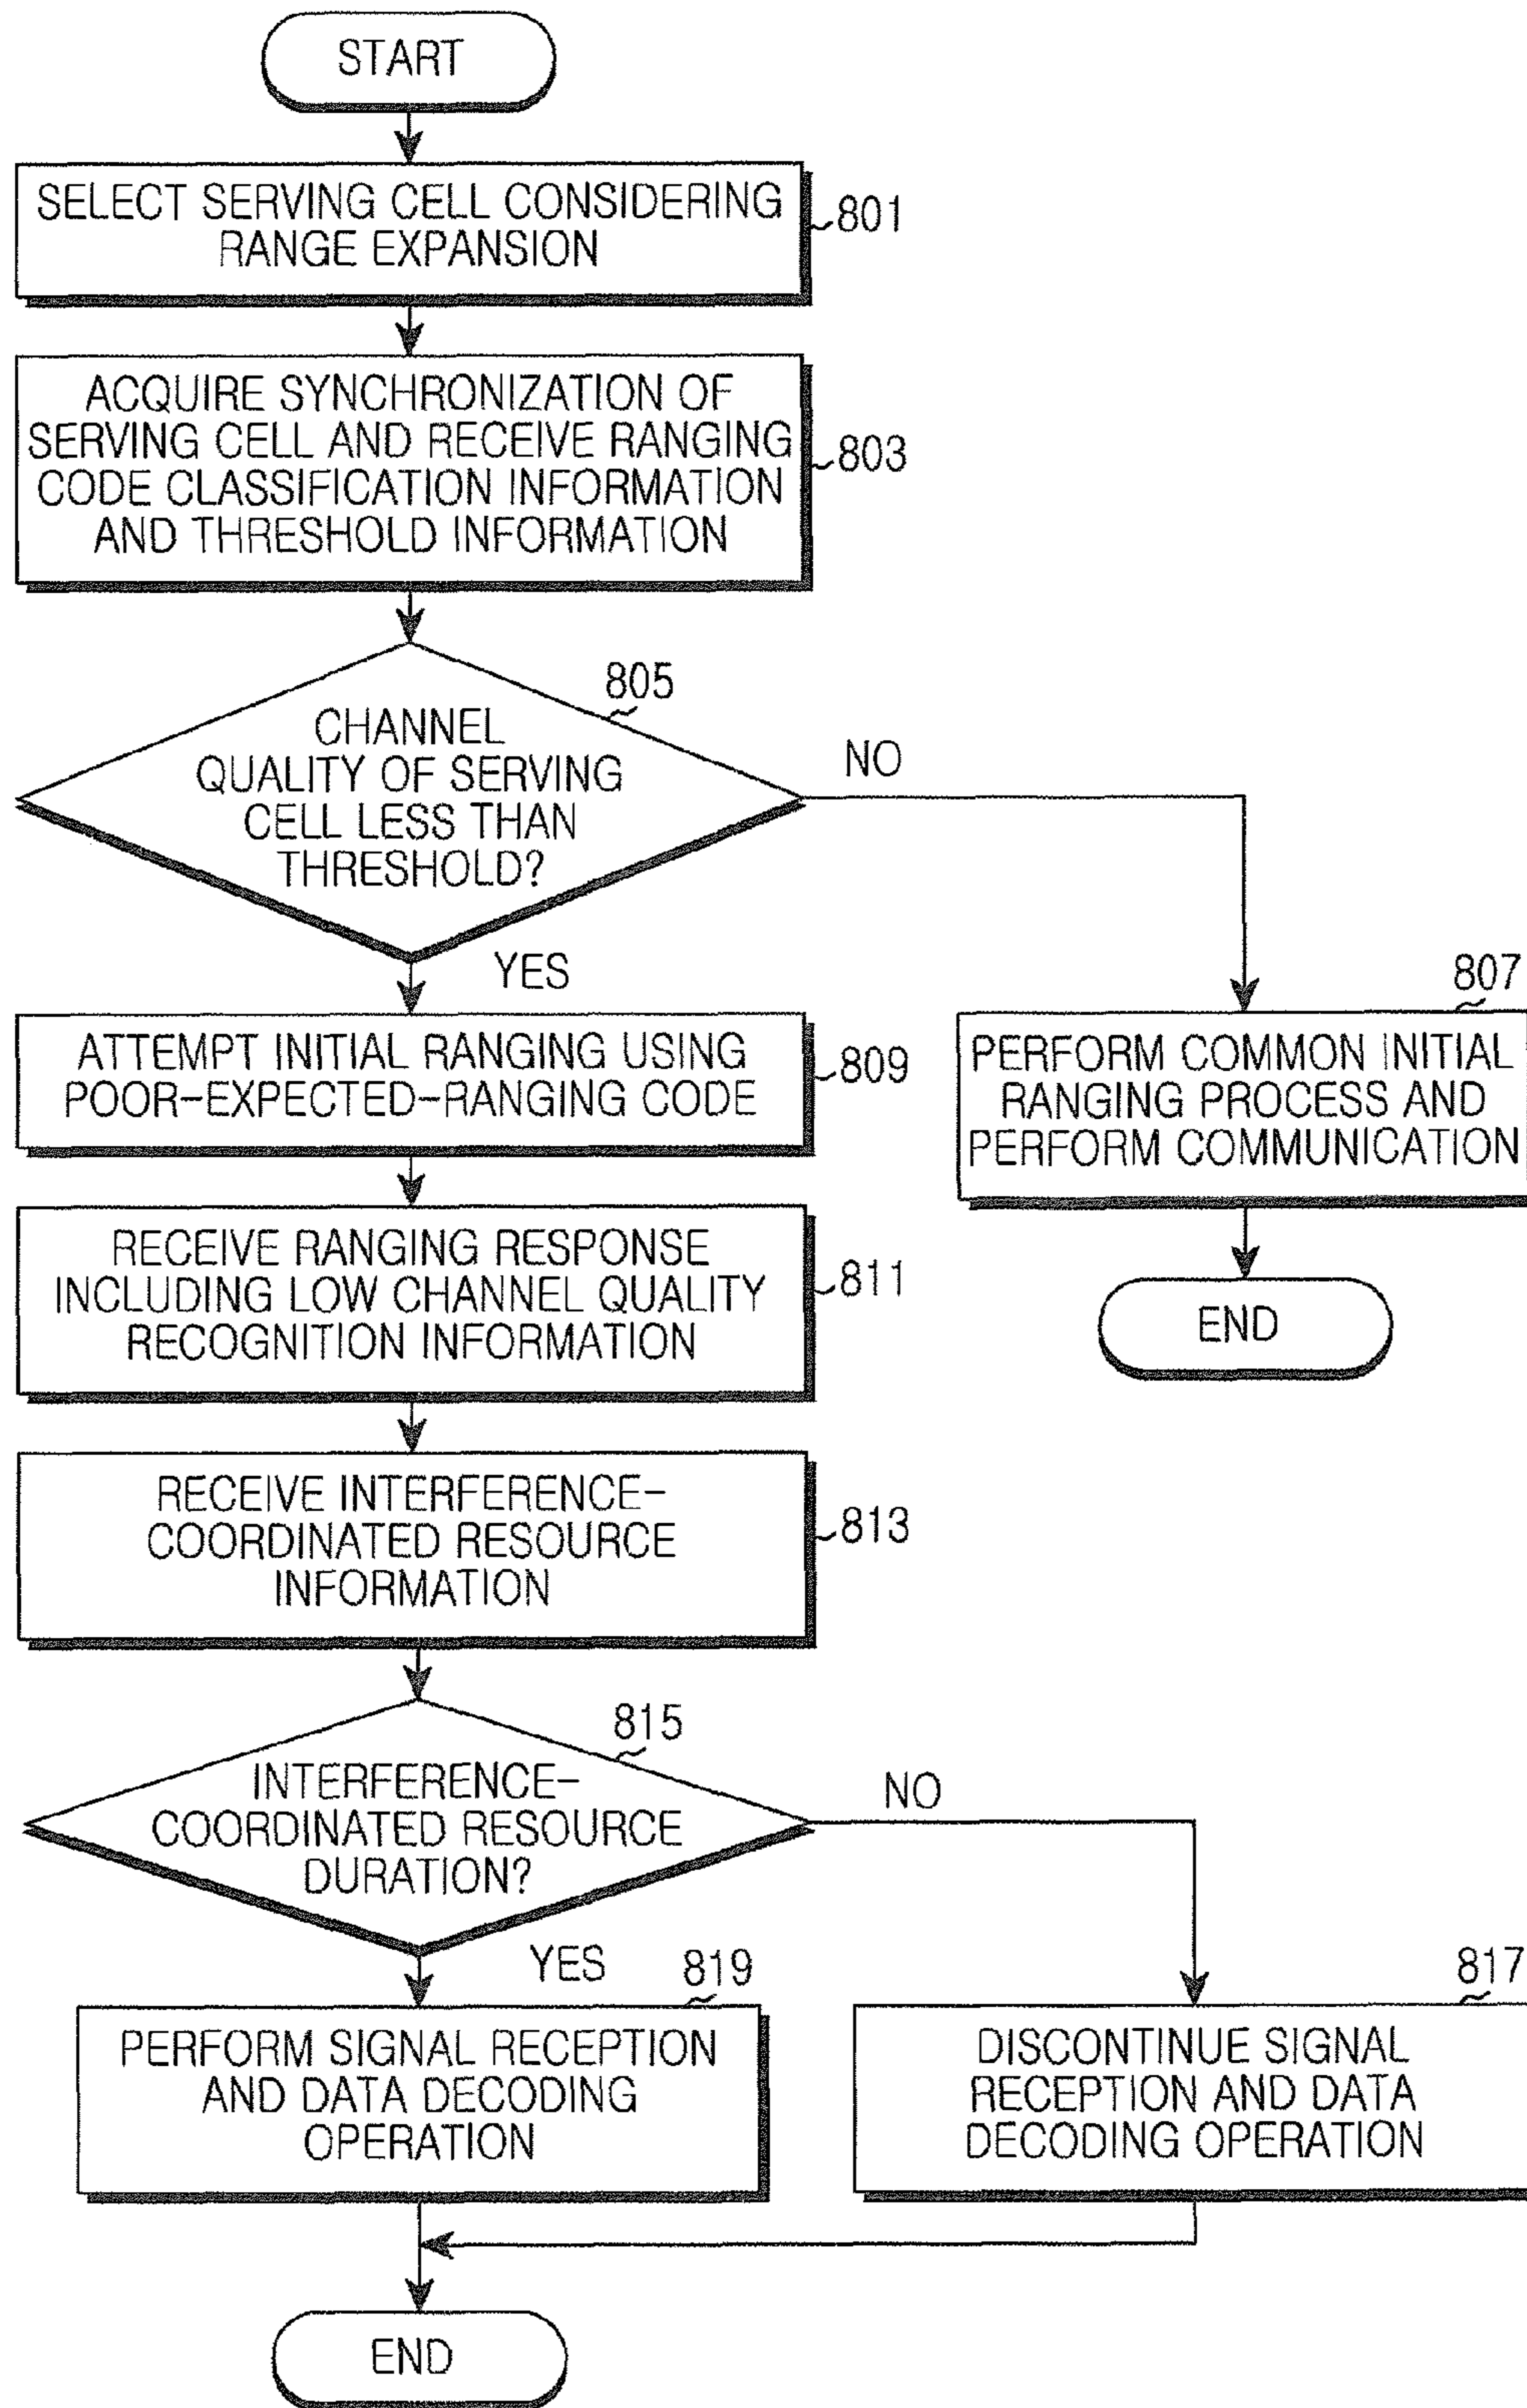 START
SELECT SERVING CELL CONSIDERING
RANGE EXPANSION
801
ACQUIRE SYNCHRONIZATION OF
SERVING CELL AND RECEIVE RANGING
CODE CLASSIFICATION INFORMATION
AND THRESHOLD INFORMATION
803
805
CHANNEL
QUALITY OF SERVING
CELL LESS THAN
THRESHOLD?
NO
YES
807
PERFORM COMMON INITIAL
RANGING PROCESS AND
PERFORM COMMUNICATION
END
ATTEMPT INITIAL RANGING USING
POOR-EXPECTED-RANGING CODE
809
RECEIVE RANGING RESPONSE
INCLUDING LOW CHANNEL QUALITY
RECOGNITION INFORMATION
811
RECEIVE INTERFERENCE-
COORDINATED RESOURCE
INFORMATION
813
815
INTERFERENCE-
COORDINATED RESOURCE
DURATION?
NO
YES
819
PERFORM SIGNAL RECEPTION
AND DATA DECODING
OPERATION
817
DISCONTINUE SIGNAL
RECEPTION AND DATA
DECODING OPERATION
END